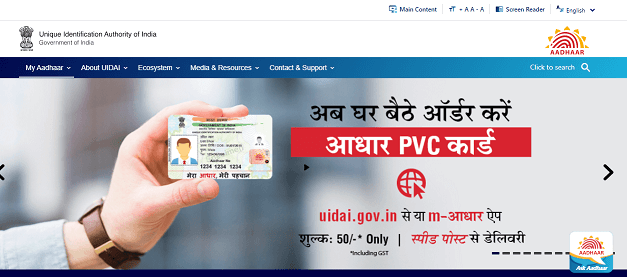 Main Content
+ A A - A
Screen Reader
English
Unique Identification Authority of India
Government of India
AADHAAR
My Aadhaar
About UIDAI
Ecosystem
Media & Resources
Contact & Support
Click to search
अब घर बैठे ऑर्डर करें
आधार PVC कार्ड
GOVERNMENT OF INDIA
1234 1234 1234
मेरा आधार, मेरी पहचान
uidai.gov.in से या m-आधार ऐप
शुल्क: 50/-* Only | स्पीड पोस्ट से डेलिवरी
*Including GST
AADHAAR
Ask Aadhaar